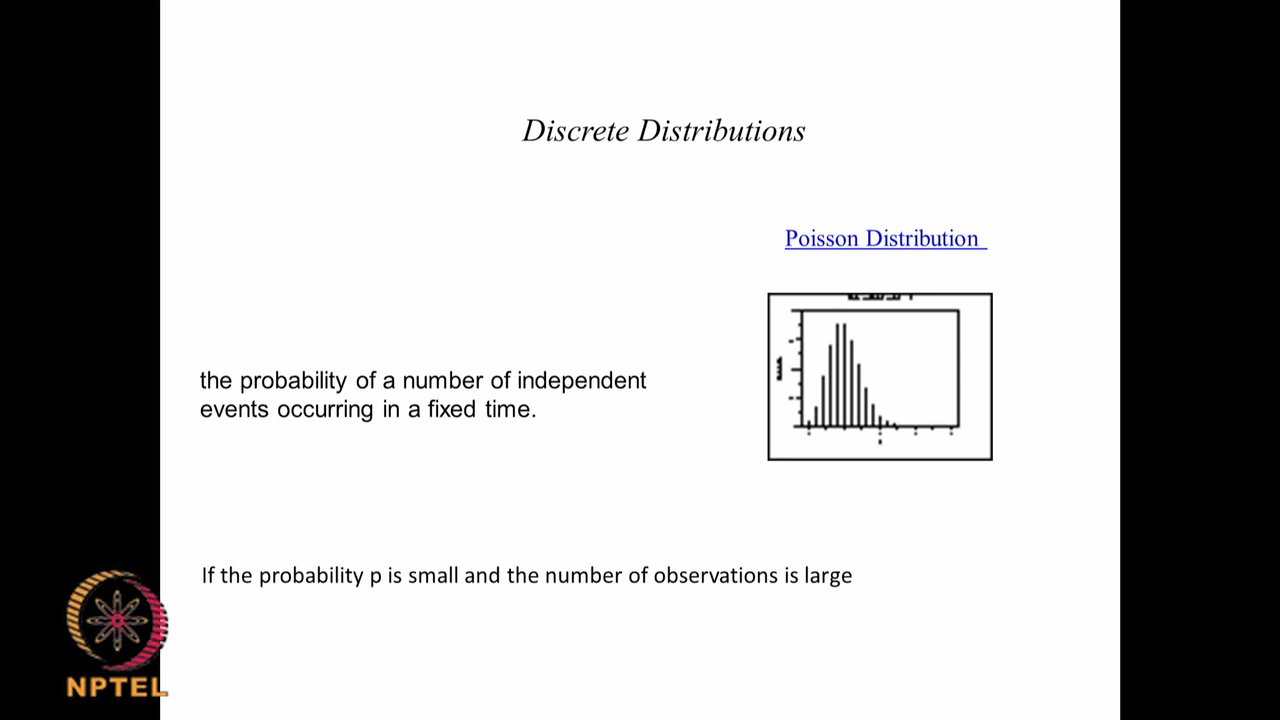 Discrete Distributions
Poisson Distribution
the probability of a number of independent
events occurring in a fixed time.
If the probability p is small and the number of observations is large
NPTEL